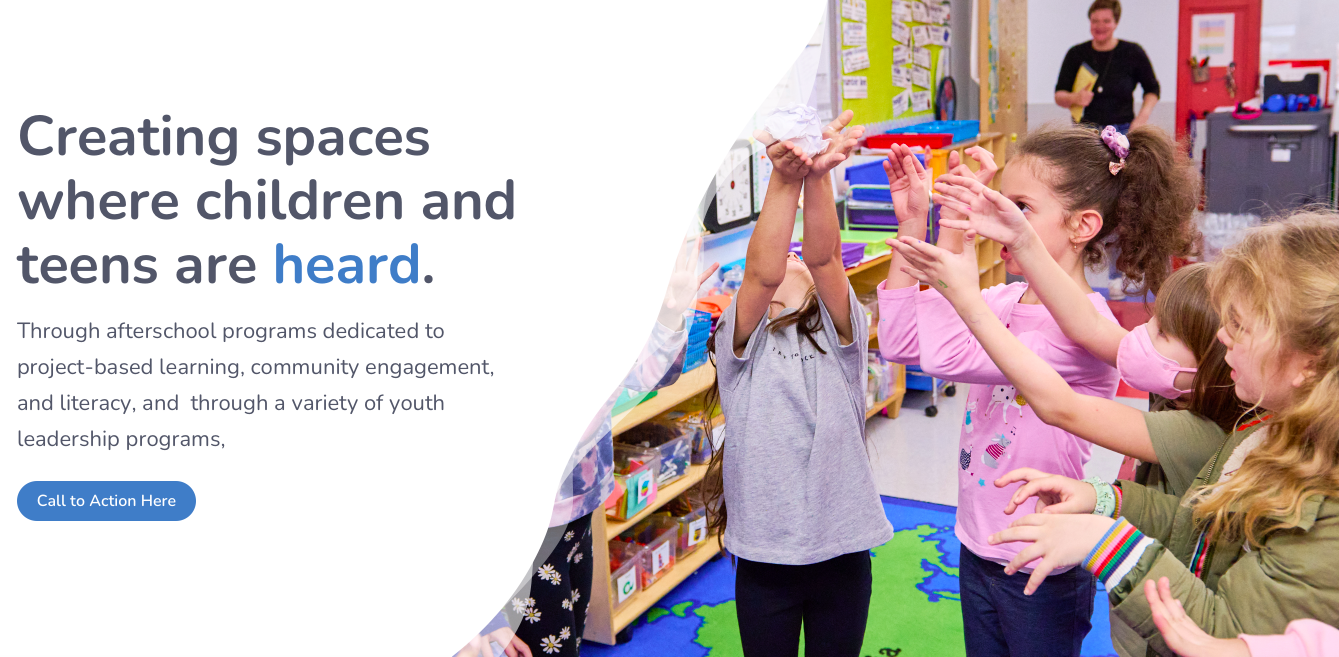 Creating spaces
where children and
teens are heard.
Through afterschool programs dedicated to
project-based learning, community engagement,
and literacy, and  through a variety of youth
leadership programs,
Call to Action Here